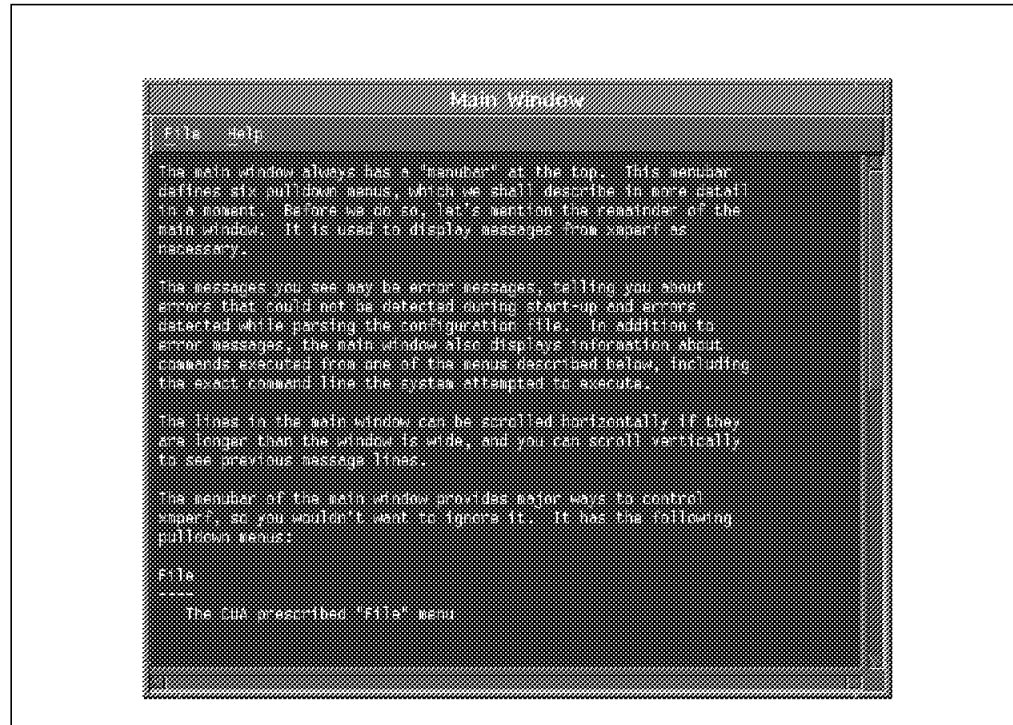 Main Window
File Help
The main window always has a "menubar" at the top. This menubar
defines six pulldown menus, which we shall describe in more detail
in a moment. Before we do so, let's mention the remainder of the
main window. It is used to display messages from xmperf as
necessary.
The messages you see may be error messages, telling you about
errors that could not be detected during start-up and errors
detected while parsing the configuration file. In addition to
error messages, the main window also displays information about
commands executed from one of the menus described below, including
the exact command line the system attempted to execute.
The lines in the main window can be scrolled horizontally if they
are longer than the window is wide, and you can scroll vertically
to see previous message lines.
The menubar of the main window provides major ways to control
xmperf, so you wouldn't want to ignore it. It has the following
pulldown menus:
File
----
The CUA prescribed "File" menu